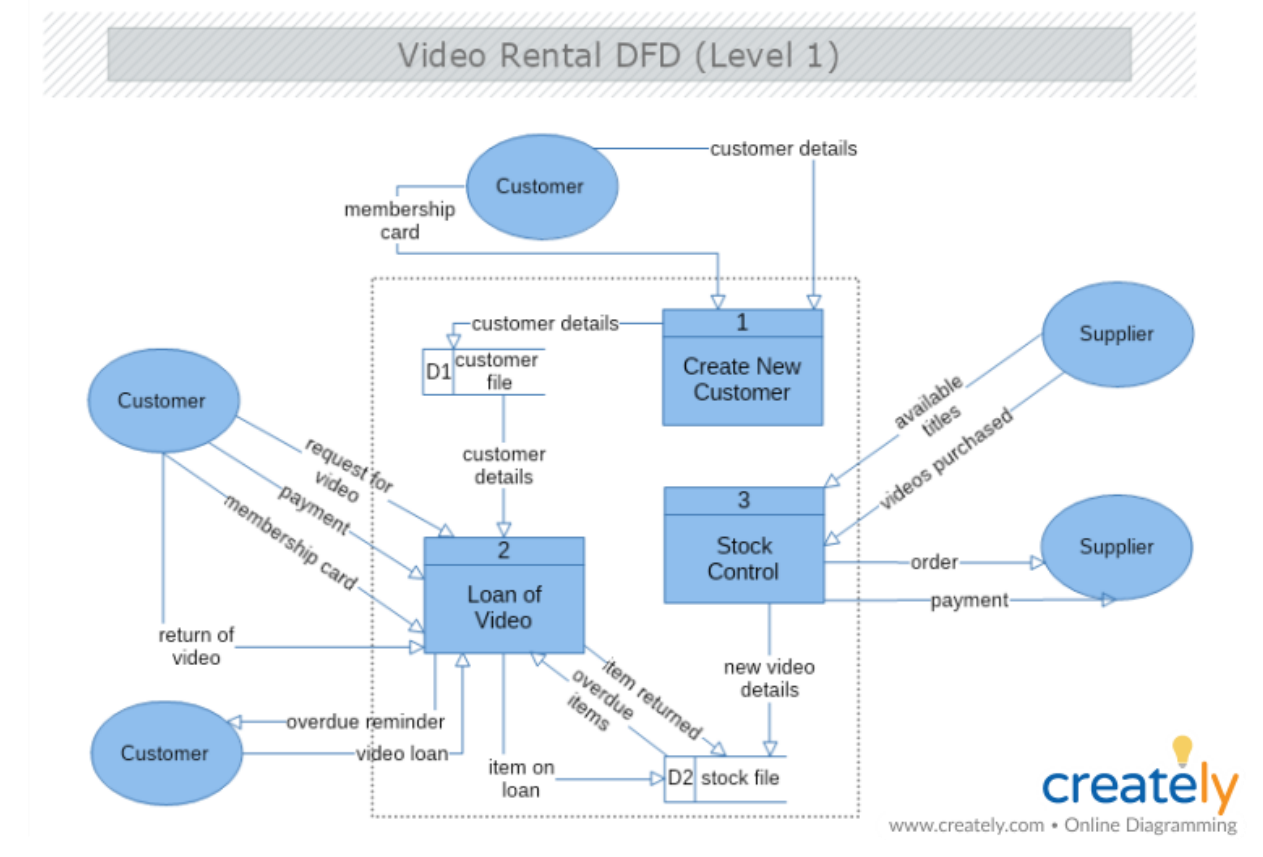 Video Rental DFD (Level 1)
customer details
Customer
membership
card
customer details
1
Create New
Customer
Supplier
D1
customer
file
Customer
available
titles
videos purchased
customer
details
request for
video
payment
membership card
3
Stock
Control
Supplier
order
payment
2
Loan of
Video
return of
video
item returned
overdue
items
new video
details
overdue reminder
Customer
video loan
item on
loan
D2
stock file
creately
www.creately.com • Online Diagramming